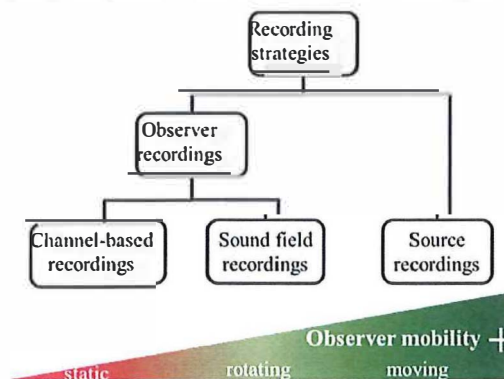 Recording
strategies
Observer
recordings
Channel-based
recordings
Sound field
recordings
Source
recordings
Observer mobility +
static
rotating
moving